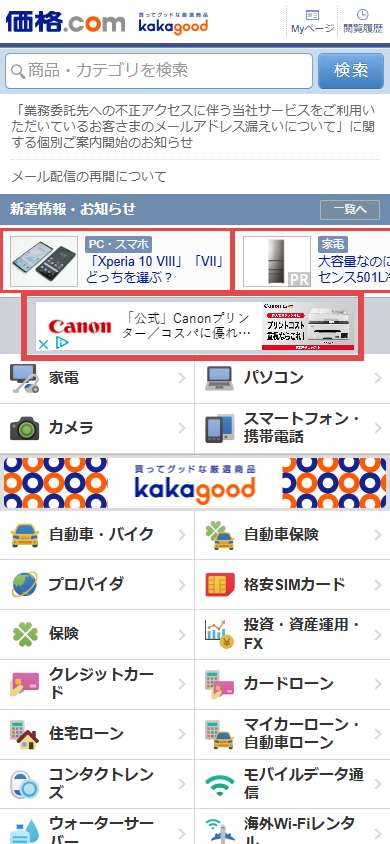 価格.com
買ってグッドな厳選商品
kakagood
Myページ
閲覧履歴
商品・カテゴリを検索
検索
「業務委託先への不正アクセスに伴う当社サービスをご利用い
ただいているお客さまのメールアドレス漏えいについて」に関
する個別ご案内開始のお知らせ
メール配信の再開について
新着情報・お知らせ
一覧へ
PC・スマホ
「Xperia 10 VIII」「VII」
どっちを選ぶ？
PR
家電
大容量なのに
センス501L
Canon
「公式」Canonプリン
ター／コスパに優れ…
プリントコスト
家電
パソコン
カメラ
スマートフォン・
携帯電話
買ってグッドな厳選商品
kakagood
自動車・バイク
自動車保険
プロバイダ
格安SIMカード
保険
投資・資産運用・
FX
クレジットカー
ド
カードローン
住宅ローン
マイカーローン・
自動車ローン
コンタクトレン
ズ
モバイルデータ通
信
ウォーターサー
バー
海外Wi-Fiレンタ
ル